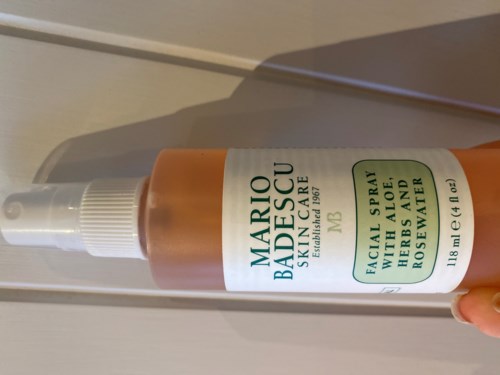 MARIO
BADESCU
SKIN CARE
Established 1967
MB
FACIAL SPRAY
WITH ALOE,
HERBS AND
ROSEWATER
118 ml ℮ (4 fl oz)